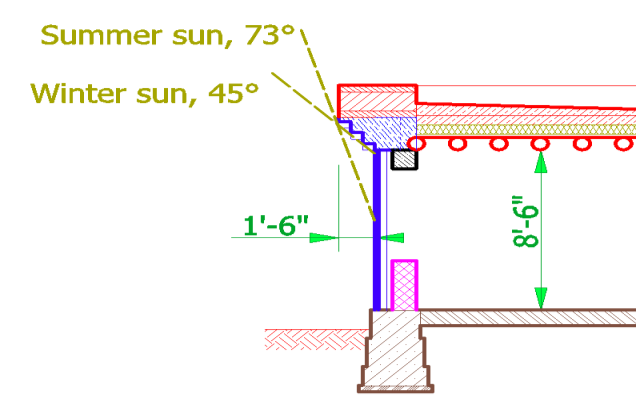 Summer sun, 73°
Winter sun, 45°
1'-6"
8'-6"